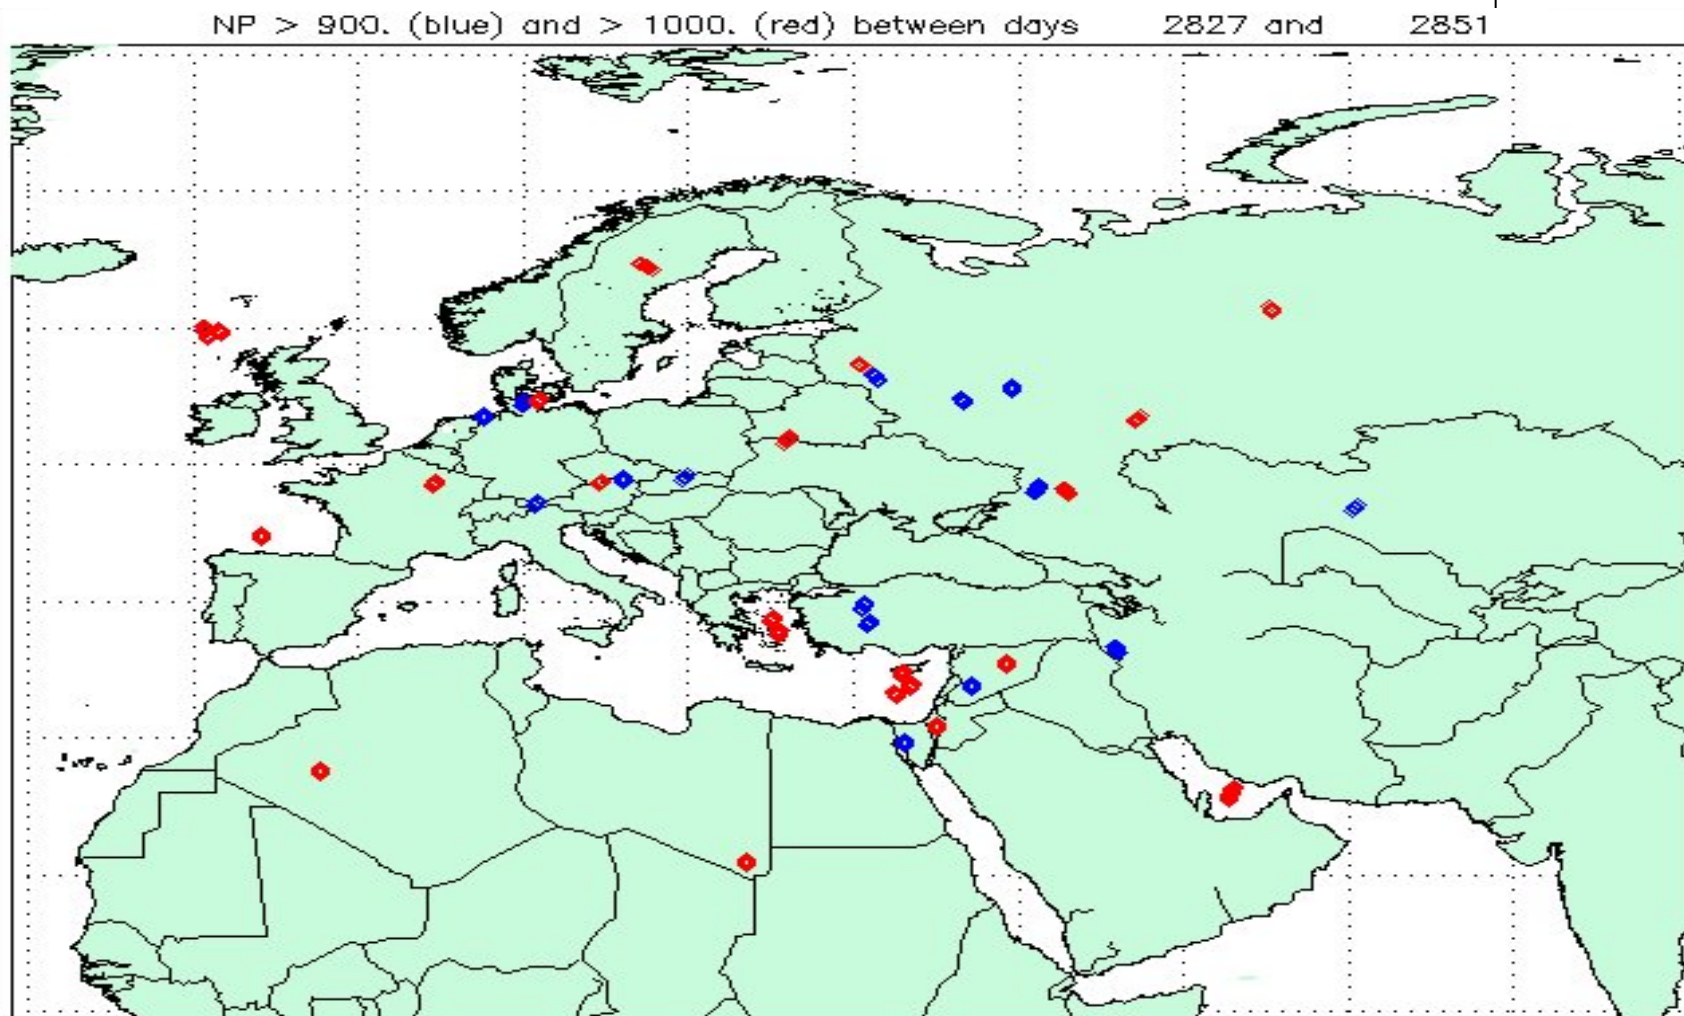 NP > 900. (blue) and > 1000. (red) between days 2827 and 2851